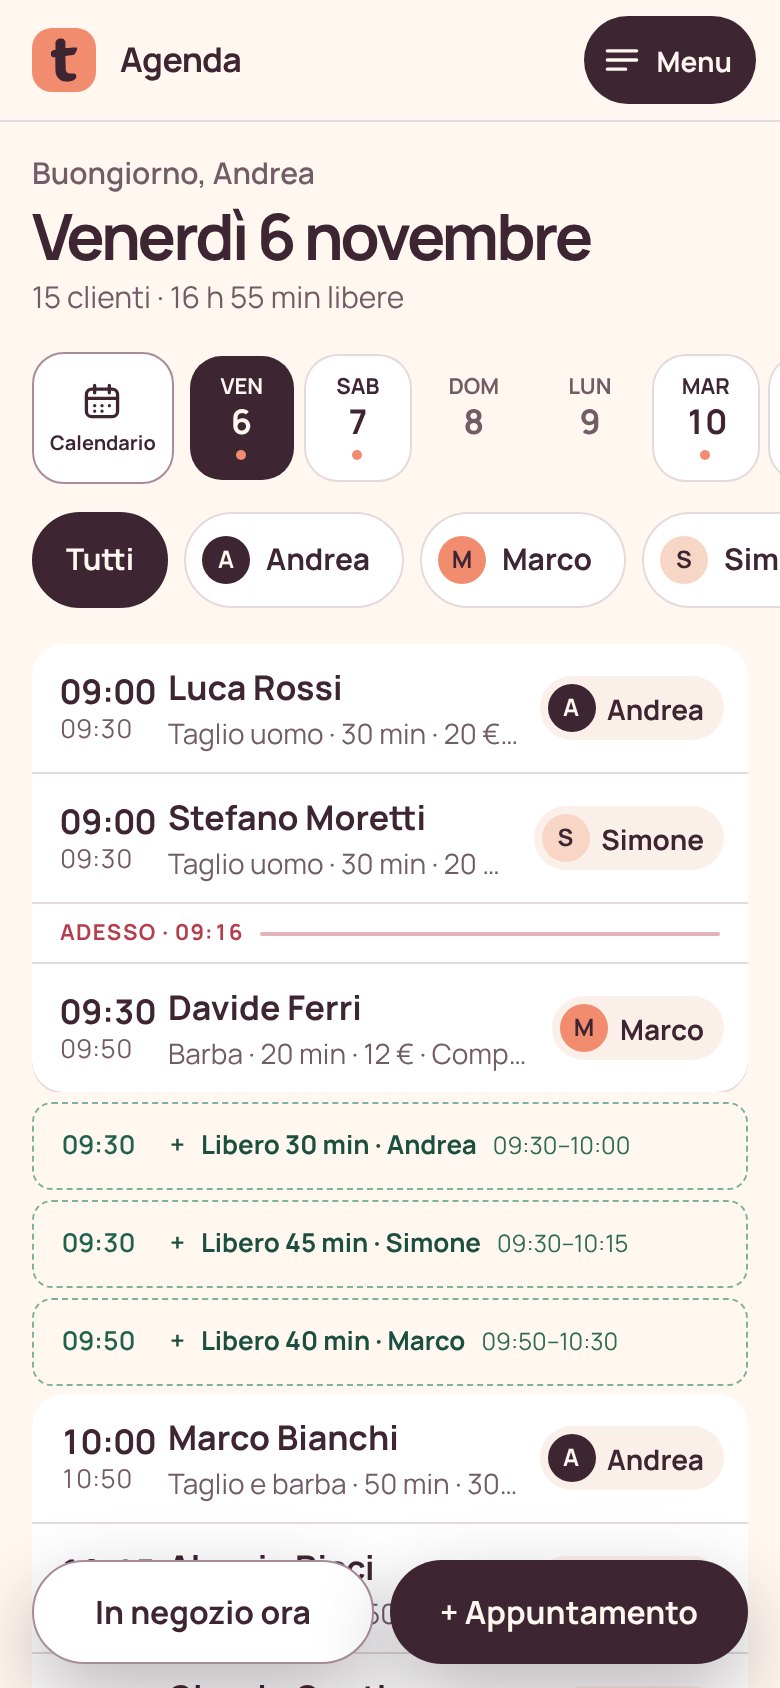 t Agenda Menu
Buongiorno, Andrea
Venerdì 6 novembre
15 clienti · 16 h 55 min libere
Calendario
VEN
6
SAB
7
DOM
8
LUN
9
MAR
10
Tutti
A Andrea
M Marco
S Sim
09:00 Luca Rossi
09:30 Taglio uomo · 30 min · 20 €...
A Andrea
09:00 Stefano Moretti
09:30 Taglio uomo · 30 min · 20 ...
S Simone
ADESSO · 09:16
09:30 Davide Ferri
09:50 Barba · 20 min · 12 € · Comp...
M Marco
09:30 + Libero 30 min · Andrea 09:30–10:00
09:30 + Libero 45 min · Simone 09:30–10:15
09:50 + Libero 40 min · Marco 09:50–10:30
10:00 Marco Bianchi
10:50 Taglio e barba · 50 min · 30...
A Andrea
In negozio ora
+ Appuntamento